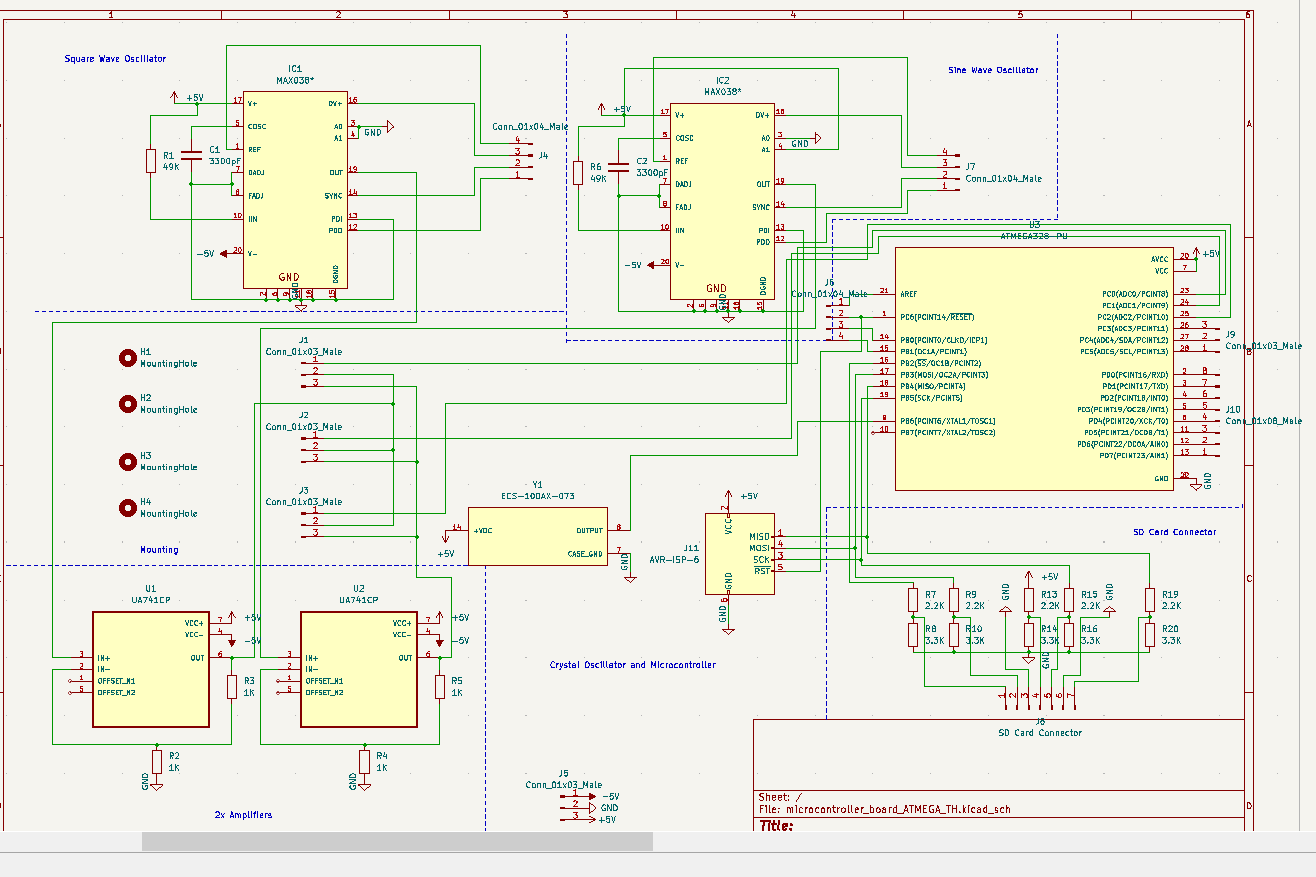 1 2 3 4 5 6
Square Wave Oscillator
IC1
MAX038*
+5V
17 V+
5 COSC
1 REF
7 DADJ
8 FADJ
10 IIN
20 V-
-5V
DV+ 16
A0 3
A1 4
GND
OUT 19
SYNC 14
PDI 13
PDO 12
GND
DGND
GND
15
R1
49K
C1
3300pF
Conn_01x04_Male
4
3
2
1
J4
Sine Wave Oscillator
IC2
MAX038*
+5V
17 V+
5 COSC
1 REF
7 DADJ
8 FADJ
10 IIN
20 V-
-5V
DV+ 16
A0 3
A1 4
GND
OUT 19
SYNC 14
PDI 13
PDO 12
GND
DGND
GND
15
R6
49K
C2
3300pF
4
3
2
1
J7
Conn_01x04_Male
A
B
C
D
U3
ATMEGA328-PU
21 AREF
1 PC6(PCINT14/RESET)
14 PB0(PCINT0/CLKO/ICP1)
15 PB1(OC1A/PCINT1)
16 PB2(SS/OC1B/PCINT2)
17 PB3(MOSI/OC2A/PCINT3)
18 PB4(MISO/PCINT4)
19 PB5(SCK/PCINT5)
9 PB6(PCINT6/XTAL1/TOSC1)
10 PB7(PCINT7/XTAL2/TOSC2)
AVCC 20
VCC 7
+5V
PC0(ADC0/PCINT8) 23
PC1(ADC1/PCINT9) 24
PC2(ADC2/PCINT10) 25
PC3(ADC3/PCINT11) 26 3
PC4(ADC4/SDA/PCINT12) 27 2
PC5(ADC5/SCL/PCINT13) 28 1
PD0(PCINT16/RXD) 2 8
PD1(PCINT17/TXD) 3 7
PD2(PCINT18/INT0) 4 6
PD3(PCINT19/OC2B/INT1) 5 5
PD4(PCINT20/XCK/T0) 6 4
PD5(PCINT21/OC0B/T1) 11 3
PD6(PCINT22/OC0A/AIN0) 12 2
PD7(PCINT23/AIN1) 13 1
GND
GND
J9
Conn_01x03_Male
J10
Conn_01x08_Male
J6
Conn_01x04_Male
1
2
3
4
H1
MountingHole
H2
MountingHole
H3
MountingHole
H4
MountingHole
Mounting
J1
Conn_01x03_Male
1
2
3
J2
Conn_01x03_Male
1
2
3
J3
Conn_01x03_Male
1
2
3
Y1
ECS-100AX-073
14 +VDC
+5V
OUTPUT 8
CASE_GND 7
GND
+5V
VCC 2
J11
AVR-ISP-6
MISO 1
MOSI 4
SCK 3
RST 5
GND 6
GND
SD Card Connector
+5V
GND
GND
R7
2.2K
R9
2.2K
R13
2.2K
R15
2.2K
R19
2.2K
R8
3.3K
R10
3.3K
R14
3.3K
R16
3.3K
R20
3.3K
GND
1 2 3 4 5 6 7
J8
SD Card Connector
U1
UA741CP
3 IN+
2 IN-
1 OFFSET_N1
5 OFFSET_N2
VCC+ 7
VCC- 4
OUT 6
+5V
-5V
R3
1K
R2
1K
GND
U2
UA741CP
3 IN+
2 IN-
1 OFFSET_N1
5 OFFSET_N2
VCC+ 7
VCC- 4
OUT 6
+5V
-5V
R5
1K
R4
1K
GND
2x Amplifiers
Crystal Oscillator and Microcontroller
J5
Conn_01x03_Male
1 -5V
2 GND
3 +5V
Sheet: /
File: microcontroller_board_ATMEGA_TH.kicad_sch
Title: